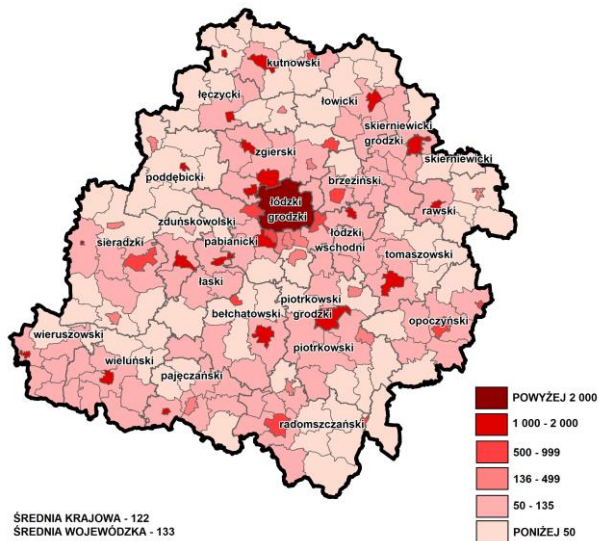 kutnowski
łęczycki
łowicki
skierniewicki
grodzki
skierniewicki
zgierski
poddębicki
brzeziński
łódzki
grodzki
rawski
zduńskowolski
sieradzki
pabianicki
łódzki
wschodni
tomaszowski
łaski
piotrkowski
grodzki
bełchatowski
opoczyński
wieruszowski
piotrkowski
wieluński
pajęczański
radomszczański
POWYŻEJ 2 000
1 000 - 2 000
500 - 999
136 - 499
50 - 135
PONIŻEJ 50
ŚREDNIA KRAJOWA - 122
ŚREDNIA WOJEWÓDZKA - 133